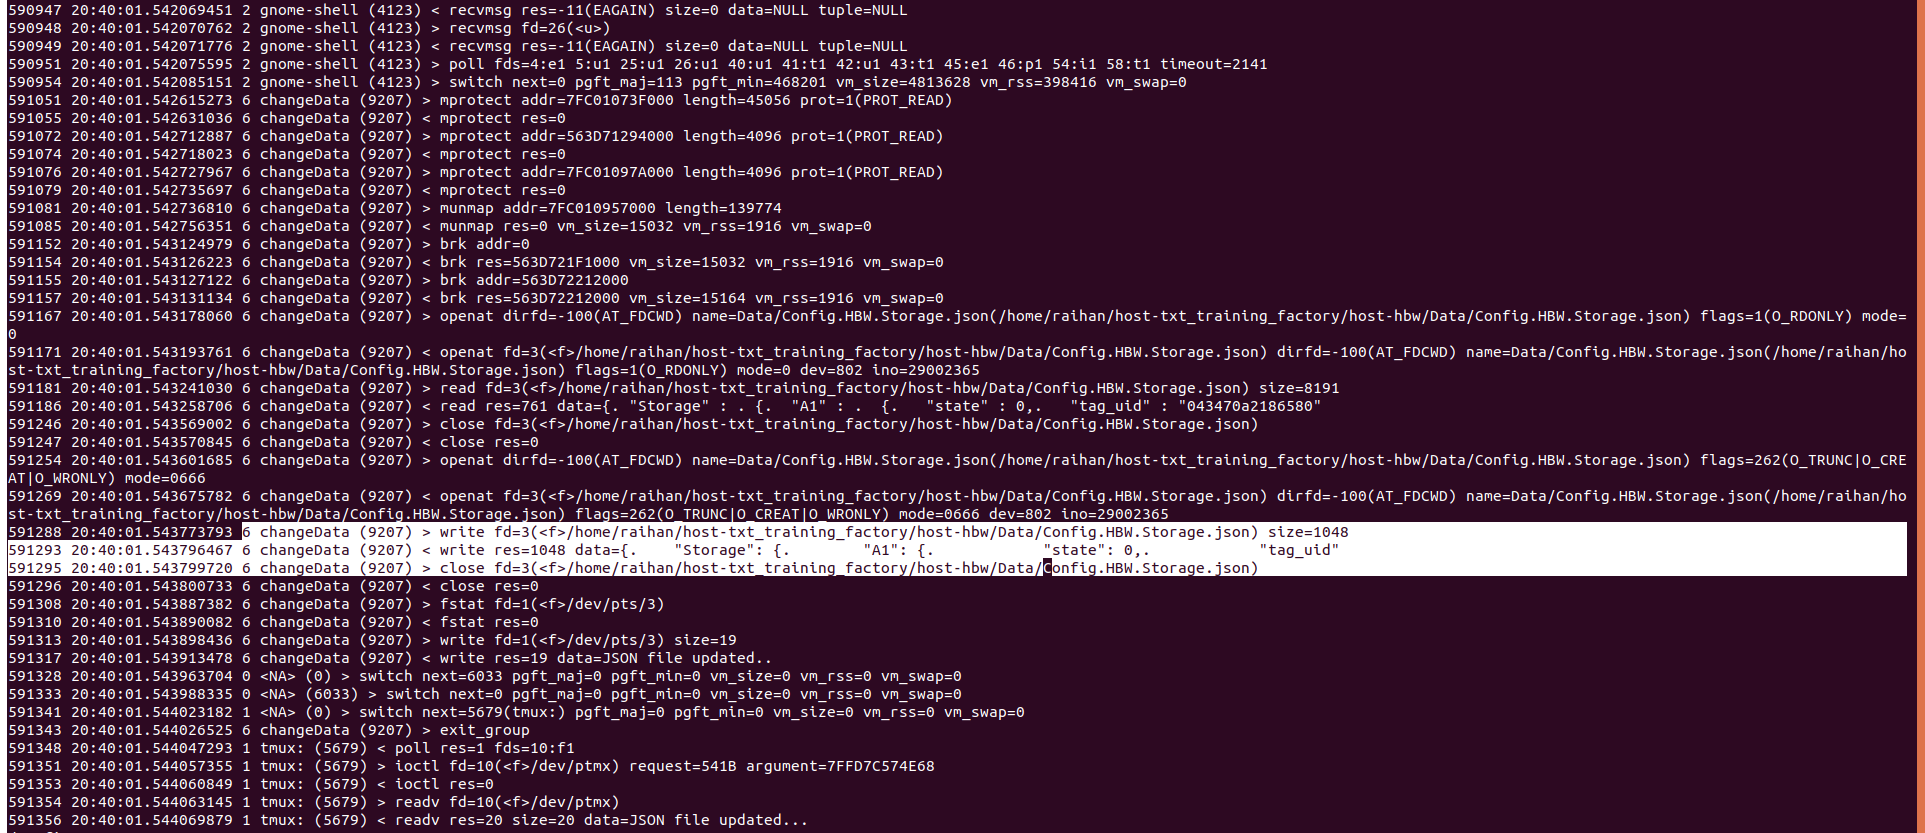 590947 20:40:01.542069451 2 gnome-shell (4123) < recvmsg res=-11(EAGAIN) size=0 data=NULL tuple=NULL
590948 20:40:01.542070762 2 gnome-shell (4123) > recvmsg fd=26(<u>)
590949 20:40:01.542071776 2 gnome-shell (4123) < recvmsg res=-11(EAGAIN) size=0 data=NULL tuple=NULL
590951 20:40:01.542075595 2 gnome-shell (4123) > poll fds=4:e1 5:u1 25:u1 26:u1 40:u1 41:t1 42:u1 43:t1 45:e1 46:p1 54:i1 58:t1 timeout=2141
590954 20:40:01.542085151 2 gnome-shell (4123) > switch next=0 pgft_maj=113 pgft_min=468201 vm_size=4813628 vm_rss=398416 vm_swap=0
591051 20:40:01.542615273 6 changeData (9207) > mprotect addr=7FC01073F000 length=45056 prot=1(PROT_READ)
591055 20:40:01.542631036 6 changeData (9207) < mprotect res=0
591072 20:40:01.542712887 6 changeData (9207) > mprotect addr=563D71294000 length=4096 prot=1(PROT_READ)
591074 20:40:01.542718023 6 changeData (9207) < mprotect res=0
591076 20:40:01.542727967 6 changeData (9207) > mprotect addr=7FC01097A000 length=4096 prot=1(PROT_READ)
591079 20:40:01.542735697 6 changeData (9207) < mprotect res=0
591081 20:40:01.542736810 6 changeData (9207) > munmap addr=7FC010957000 length=139774
591085 20:40:01.542756351 6 changeData (9207) < munmap res=0 vm_size=15032 vm_rss=1916 vm_swap=0
591152 20:40:01.543124979 6 changeData (9207) > brk addr=0
591154 20:40:01.543126223 6 changeData (9207) < brk res=563D721F1000 vm_size=15032 vm_rss=1916 vm_swap=0
591155 20:40:01.543127122 6 changeData (9207) > brk addr=563D72212000
591157 20:40:01.543131134 6 changeData (9207) < brk res=563D72212000 vm_size=15164 vm_rss=1916 vm_swap=0
591167 20:40:01.543178060 6 changeData (9207) > openat dirfd=-100(AT_FDCWD) name=Data/Config.HBW.Storage.json(/home/raihan/host-txt_training_factory/host-hbw/Data/Config.HBW.Storage.json) flags=1(O_RDONLY) mode=
0
591171 20:40:01.543193761 6 changeData (9207) < openat fd=3(<f>/home/raihan/host-txt_training_factory/host-hbw/Data/Config.HBW.Storage.json) dirfd=-100(AT_FDCWD) name=Data/Config.HBW.Storage.json(/home/raihan/ho
st-txt_training_factory/host-hbw/Data/Config.HBW.Storage.json) flags=1(O_RDONLY) mode=0 dev=802 ino=29002365
591181 20:40:01.543241030 6 changeData (9207) > read fd=3(<f>/home/raihan/host-txt_training_factory/host-hbw/Data/Config.HBW.Storage.json) size=8191
591186 20:40:01.543258706 6 changeData (9207) < read res=761 data={. "Storage" : . {.  "A1" : .  {.   "state" : 0,.   "tag_uid" : "043470a2186580"
591246 20:40:01.543569002 6 changeData (9207) > close fd=3(<f>/home/raihan/host-txt_training_factory/host-hbw/Data/Config.HBW.Storage.json)
591247 20:40:01.543570845 6 changeData (9207) < close res=0
591254 20:40:01.543601685 6 changeData (9207) > openat dirfd=-100(AT_FDCWD) name=Data/Config.HBW.Storage.json(/home/raihan/host-txt_training_factory/host-hbw/Data/Config.HBW.Storage.json) flags=262(O_TRUNC|O_CRE
AT|O_WRONLY) mode=0666
591269 20:40:01.543675782 6 changeData (9207) < openat fd=3(<f>/home/raihan/host-txt_training_factory/host-hbw/Data/Config.HBW.Storage.json) dirfd=-100(AT_FDCWD) name=Data/Config.HBW.Storage.json(/home/raihan/ho
st-txt_training_factory/host-hbw/Data/Config.HBW.Storage.json) flags=262(O_TRUNC|O_CREAT|O_WRONLY) mode=0666 dev=802 ino=29002365
591288 20:40:01.543773793 6 changeData (9207) > write fd=3(<f>/home/raihan/host-txt_training_factory/host-hbw/Data/Config.HBW.Storage.json) size=1048
591293 20:40:01.543796467 6 changeData (9207) < write res=1048 data={.    "Storage": {.        "A1": {.            "state": 0,.            "tag_uid"
591295 20:40:01.543799720 6 changeData (9207) > close fd=3(<f>/home/raihan/host-txt_training_factory/host-hbw/Data/Config.HBW.Storage.json)
591296 20:40:01.543800733 6 changeData (9207) < close res=0
591308 20:40:01.543887382 6 changeData (9207) > fstat fd=1(<f>/dev/pts/3)
591310 20:40:01.543890082 6 changeData (9207) < fstat res=0
591313 20:40:01.543898436 6 changeData (9207) > write fd=1(<f>/dev/pts/3) size=19
591317 20:40:01.543913478 6 changeData (9207) < write res=19 data=JSON file updated..
591328 20:40:01.543963704 0 <NA> (0) > switch next=6033 pgft_maj=0 pgft_min=0 vm_size=0 vm_rss=0 vm_swap=0
591333 20:40:01.543988335 0 <NA> (6033) > switch next=0 pgft_maj=0 pgft_min=0 vm_size=0 vm_rss=0 vm_swap=0
591341 20:40:01.544023182 1 <NA> (0) > switch next=5679(tmux:) pgft_maj=0 pgft_min=0 vm_size=0 vm_rss=0 vm_swap=0
591343 20:40:01.544026525 6 changeData (9207) > exit_group
591348 20:40:01.544047293 1 tmux: (5679) < poll res=1 fds=10:f1
591351 20:40:01.544057355 1 tmux: (5679) > ioctl fd=10(<f>/dev/ptmx) request=541B argument=7FFD7C574E68
591353 20:40:01.544060849 1 tmux: (5679) < ioctl res=0
591354 20:40:01.544063145 1 tmux: (5679) > readv fd=10(<f>/dev/ptmx)
591356 20:40:01.544069879 1 tmux: (5679) < readv res=20 size=20 data=JSON file updated...